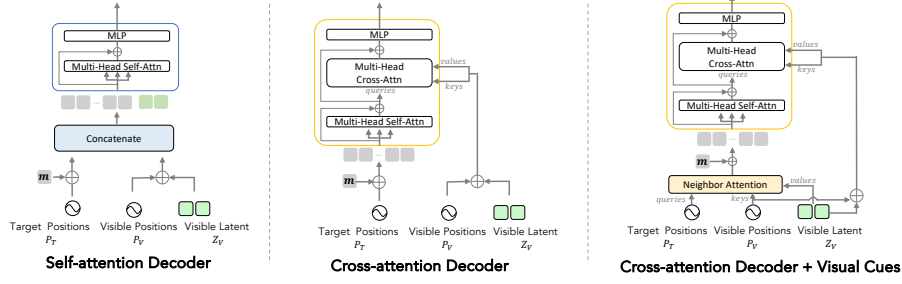 MLP
Multi-Head Self-Attn
...
Concatenate
m
Target Positions
P_T
Visible Positions
P_V
Visible Latent
Z_V
Self-attention Decoder
MLP
Multi-Head
Cross-Attn
values
keys
queries
Multi-Head Self-Attn
...
m
Target Positions
P_T
Visible Positions
P_V
Visible Latent
Z_V
Cross-attention Decoder
MLP
Multi-Head
Cross-Attn
values
keys
queries
Multi-Head Self-Attn
...
m
Neighbor Attention
values
queries
keys
Target Positions
P_T
Visible Positions
P_V
Visible Latent
Z_V
Cross-attention Decoder + Visual Cues